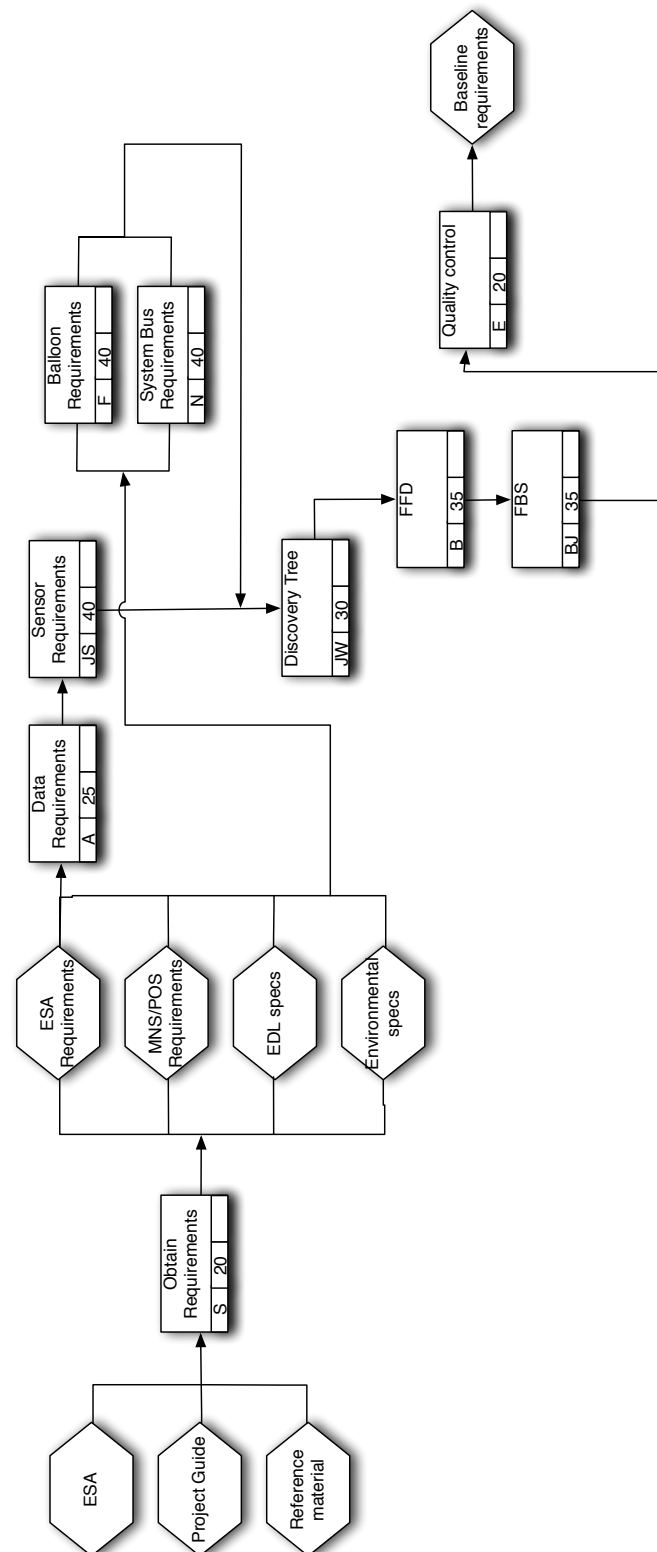 ESA
Project Guide
Reference
material
Obtain
Requirements
S 20
ESA
Requirements
MNS/POS
Requirements
EDL specs
Environmental
specs
Data
Requirements
A 25
Sensor
Requirements
JS 40
Balloon
Requirements
F 40
System Bus
Requirements
N 40
Discovery Tree
JW 30
FFD
B 35
FBS
BJ 35
Quality control
E 20
Baseline
requirements